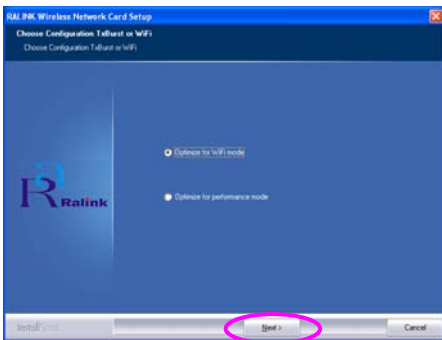 RALINK Wireless Network Card Setup
Choose Configuration TxBurst or WiFi
Choose Configuration TxBurst or WiFi
Optimize for WiFi mode
Optimize for performance mode
Ralink
InstallShield
Next >
Cancel